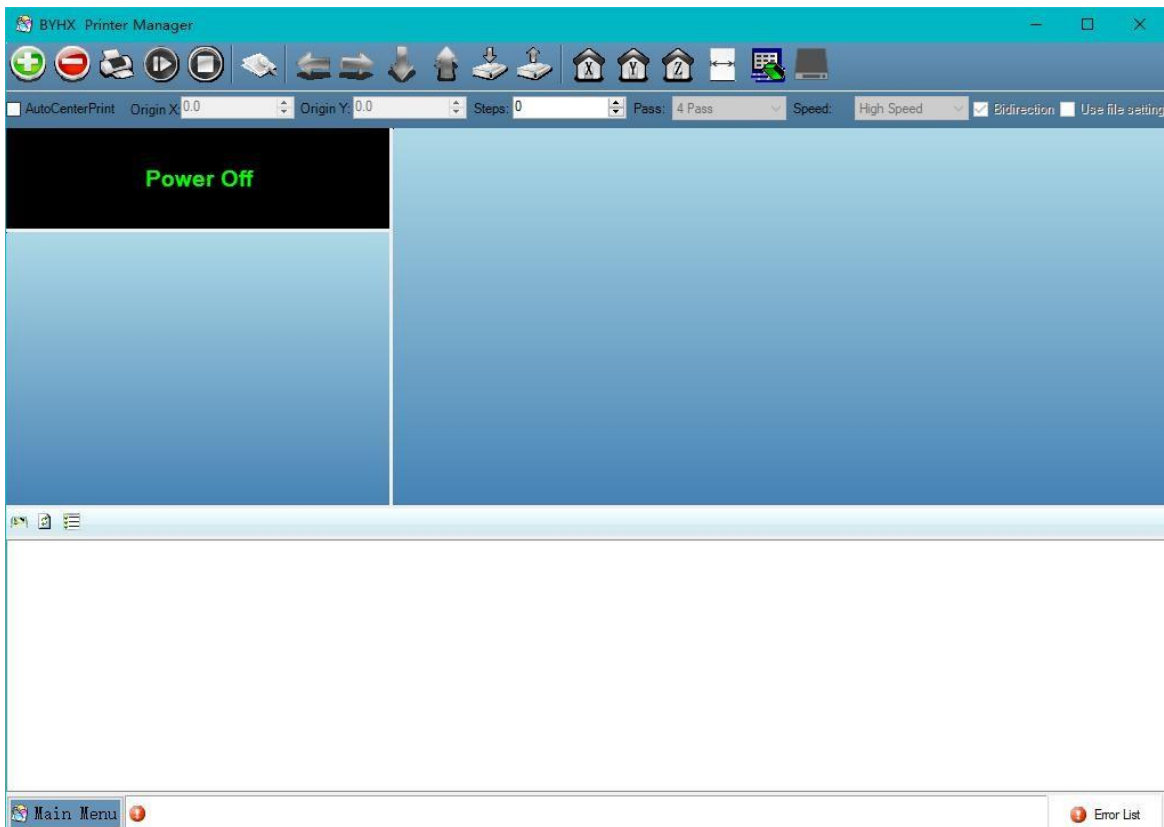 BYHX Printer Manager
X Y Z
AutoCenterPrint Origin X: 0.0 Origin Y: 0.0 Steps: 0 Pass: 4 Pass Speed: High Speed Bidirection Use file setting
Power Off
Main Menu Error List